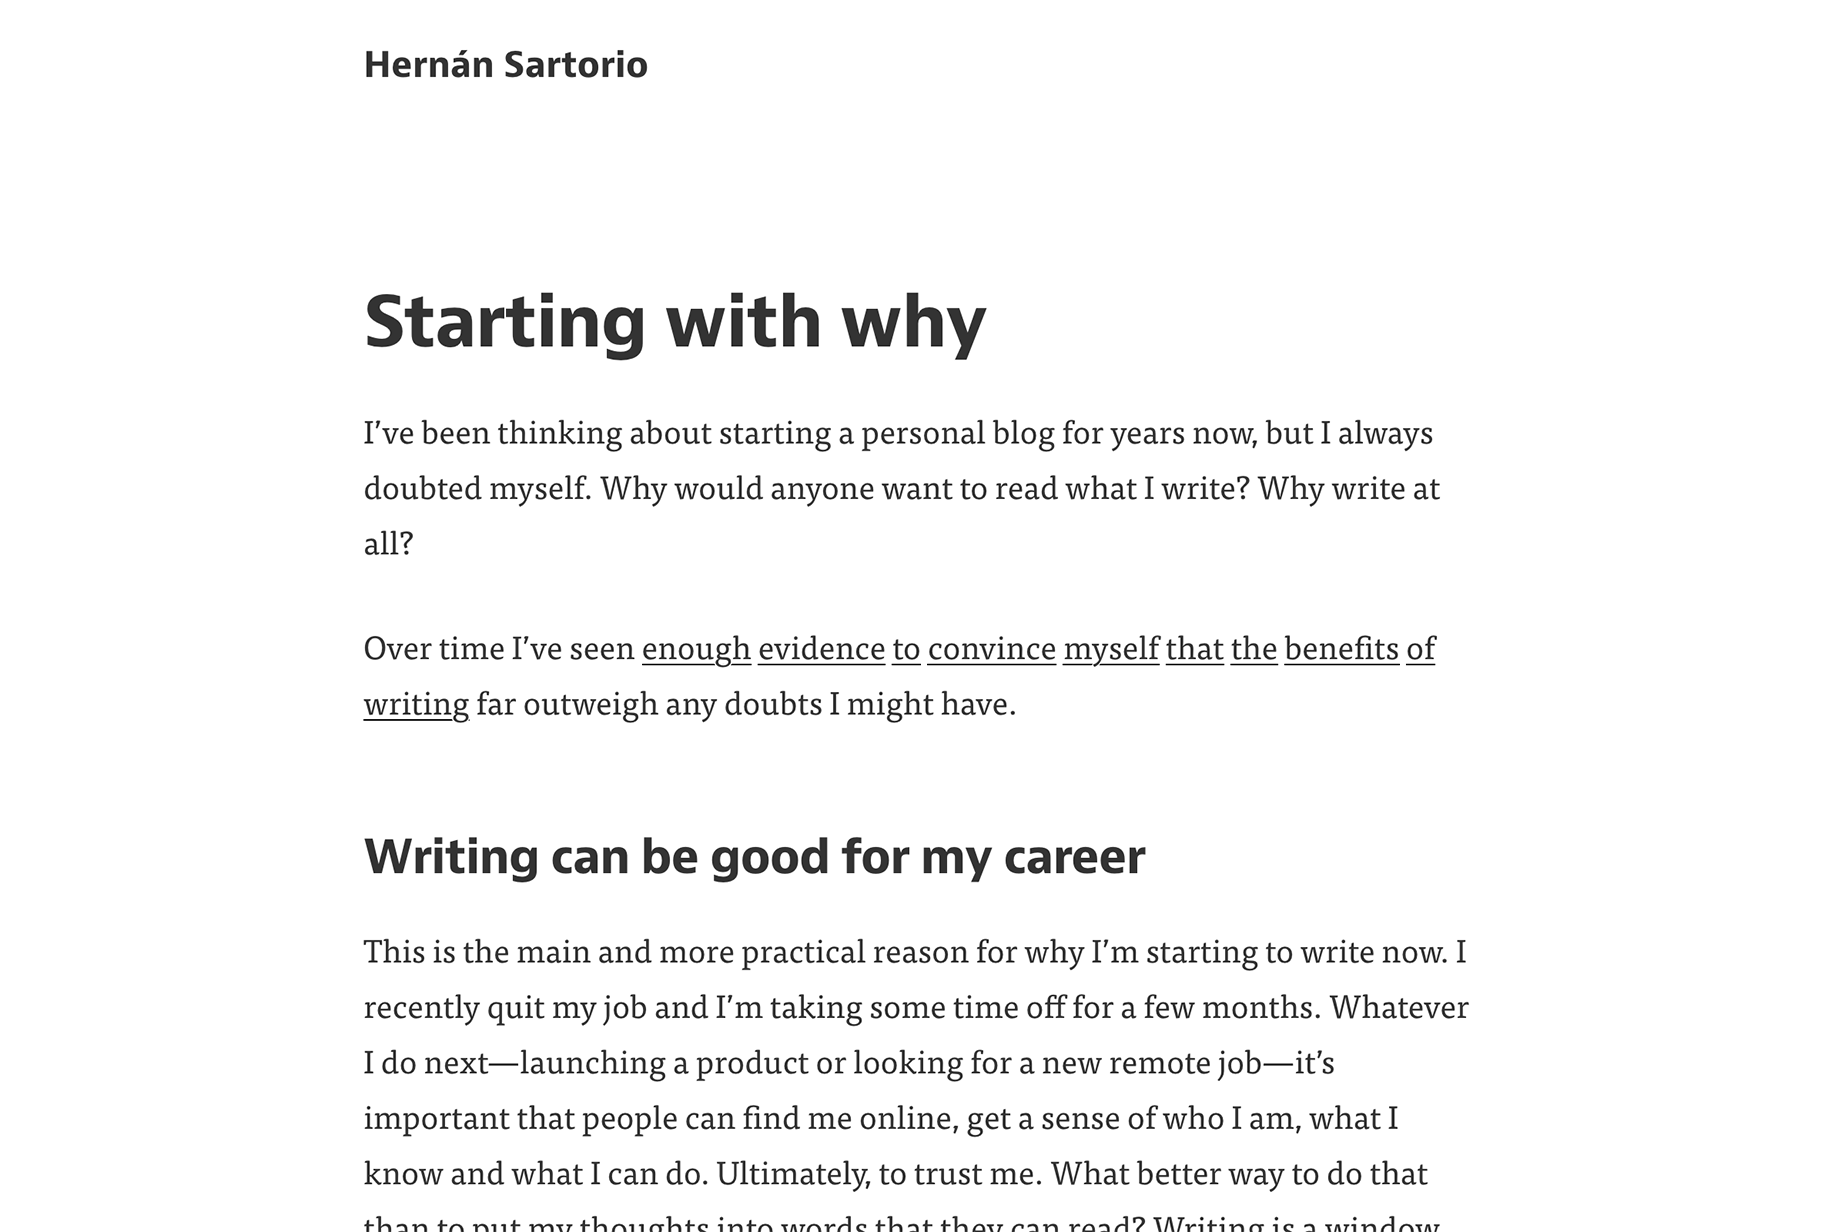 Hernán Sartorio
Starting with why
I’ve been thinking about starting a personal blog for years now, but I always
doubted myself. Why would anyone want to read what I write? Why write at
all?
Over time I’ve seen enough evidence to convince myself that the benefits of
writing far outweigh any doubts I might have.
Writing can be good for my career
This is the main and more practical reason for why I’m starting to write now. I
recently quit my job and I’m taking some time off for a few months. Whatever
I do next—launching a product or looking for a new remote job—it’s
important that people can find me online, get a sense of who I am, what I
know and what I can do. Ultimately, to trust me. What better way to do that
than to put my thoughts into words that they can read? Writing is a window